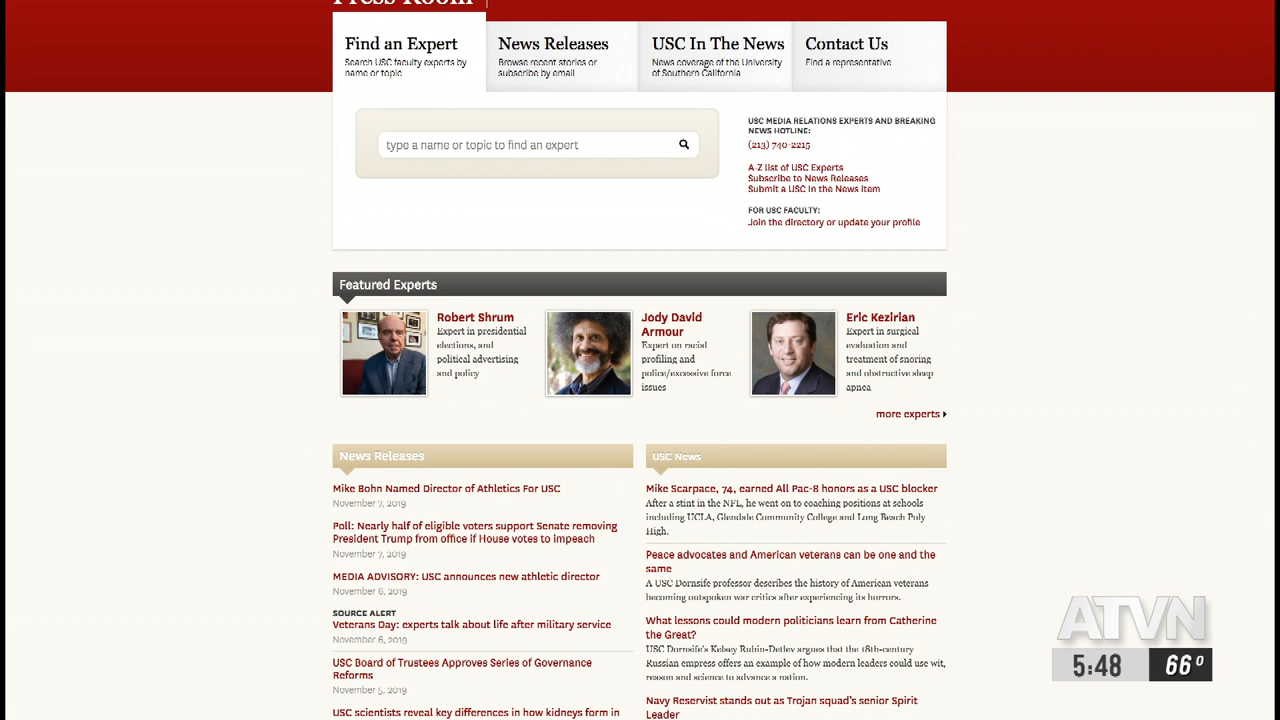 Press Room
Find an Expert
Search USC faculty experts by
name or topic
News Releases
Browse recent stories or
subscribe by email
USC In The News
News coverage of the University
of Southern California
Contact Us
Find a representative
type a name or topic to find an expert
USC MEDIA RELATIONS EXPERTS AND BREAKING
NEWS HOTLINE:
(213) 740-2215
A-Z list of USC Experts
Subscribe to News Releases
Submit a USC In the News item
FOR USC FACULTY:
Join the directory or update your profile
Featured Experts
Robert Shrum
Expert in presidential
elections, and
political advertising
and policy
Jody David
Armour
Expert on racial
profiling and
police/excessive force
issues
Eric Kezirian
Expert in surgical
evaluation and
treatment of snoring
and obstructive sleep
apnea
more experts
News Releases
Mike Bohn Named Director of Athletics For USC
November 7, 2019
Poll: Nearly half of eligible voters support Senate removing
President Trump from office if House votes to impeach
November 7, 2019
MEDIA ADVISORY: USC announces new athletic director
November 6, 2019
SOURCE ALERT
Veterans Day: experts talk about life after military service
November 6, 2019
USC Board of Trustees Approves Series of Governance
Reforms
November 5, 2019
USC scientists reveal key differences in how kidneys form in
USC News
Mike Scarpace, 74, earned All Pac-8 honors as a USC blocker
After a stint in the NFL, he went on to coaching positions at schools
including UCLA, Glendale Community College and Long Beach Poly
High.
Peace advocates and American veterans can be one and the
same
A USC Dornsife professor describes the history of American veterans
becoming outspoken war critics after experiencing its horrors.
What lessons could modern politicians learn from Catherine
the Great?
USC Dornsife's Kelsey Rubin-Detlev argues that the 18th-century
Russian empress offers an example of how modern leaders could use wit,
reason and science to advance a nation.
Navy Reservist stands out as Trojan squad's senior Spirit
Leader
ATVN
5:48 66°